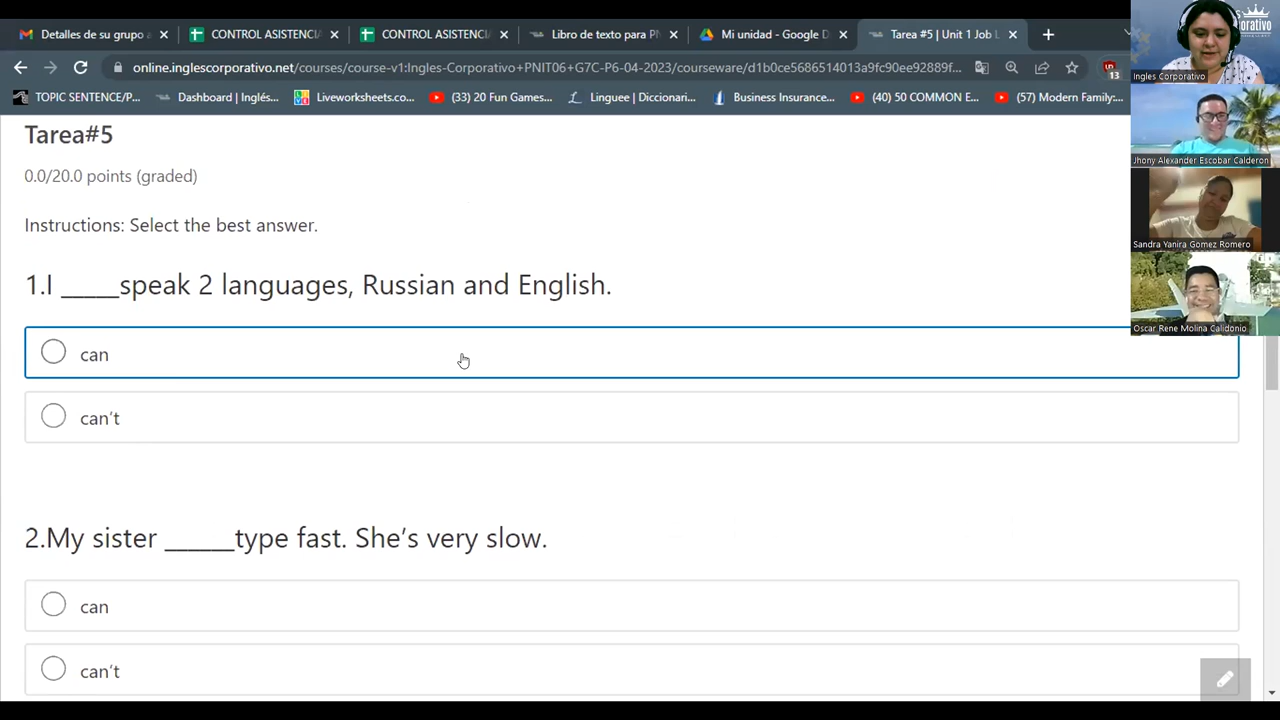 Detalles de su grupo a
CONTROL ASISTENCIA
CONTROL ASISTENCIA
Libro de texto para PN
Mi unidad - Google D
Tarea #5 | Unit 1 Job L
online.inglescorporativo.net/courses/course-v1:Ingles-Corporativo+PNIT06+G7C-P6-04-2023/courseware/d1b0ce5686514013a9fc90ee92889f...
13
TOPIC SENTENCE/P...
Dashboard | Inglés...
Liveworksheets.co...
(33) 20 Fun Games...
Linguee | Diccionari...
Business Insurance...
(40) 50 COMMON E...
(57) Modern Family:...
Ingles Corporativo
Jhony Alexander Escobar Calderon
Sandra Yanira Gomez Romero
Oscar Rene Molina Calidonio
Tarea#5
0.0/20.0 points (graded)
Instructions: Select the best answer.
1.I _____speak 2 languages, Russian and English.
can
can't
2.My sister ______type fast. She's very slow.
can
can't